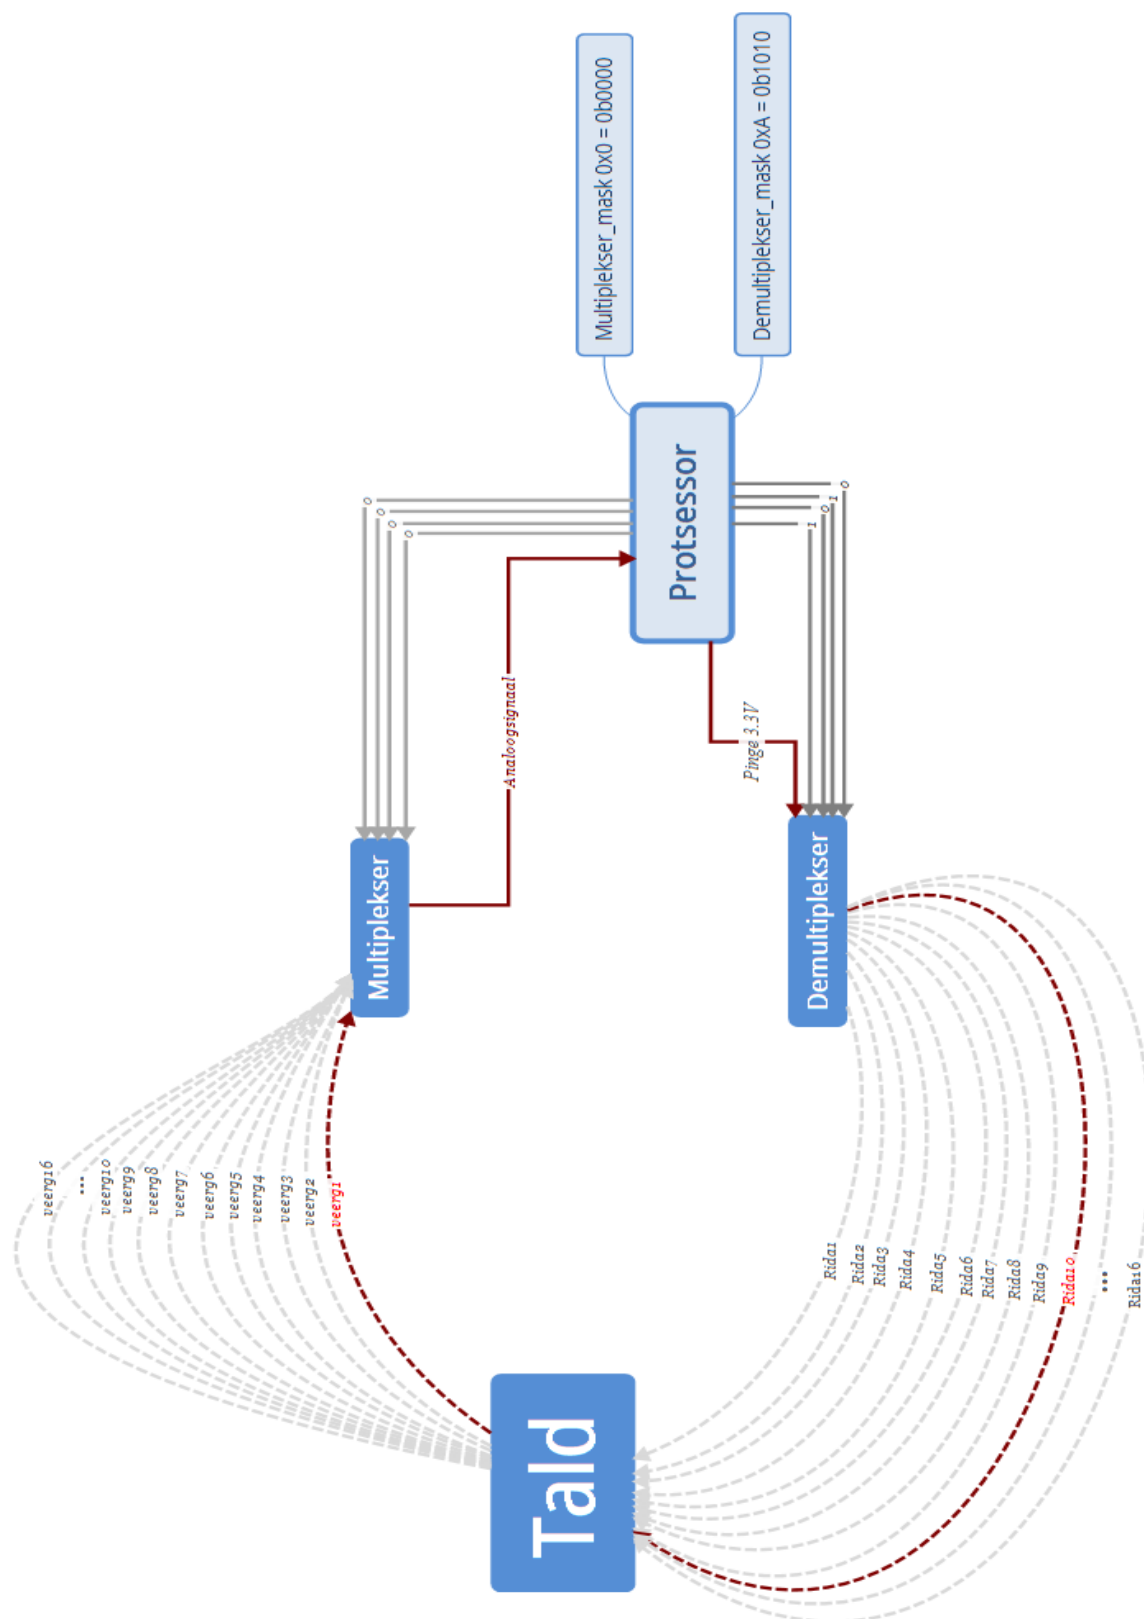 Multiplekser_mask 0x0 = 0b0000
Demultiplekser_mask 0xA = 0b1010
Protsessor
0
0
0
0
1
0
1
0
Analoogsignaal
Pinge 3.3V
Multiplekser
Demultiplekser
veerg16
...
veerg10
veerg9
veerg8
veerg7
veerg6
veerg5
veerg4
veerg3
veerg2
veerg1
Rida1
Rida2
Rida3
Rida4
Rida5
Rida6
Rida7
Rida8
Rida9
Rida10
...
Rida16
Tald